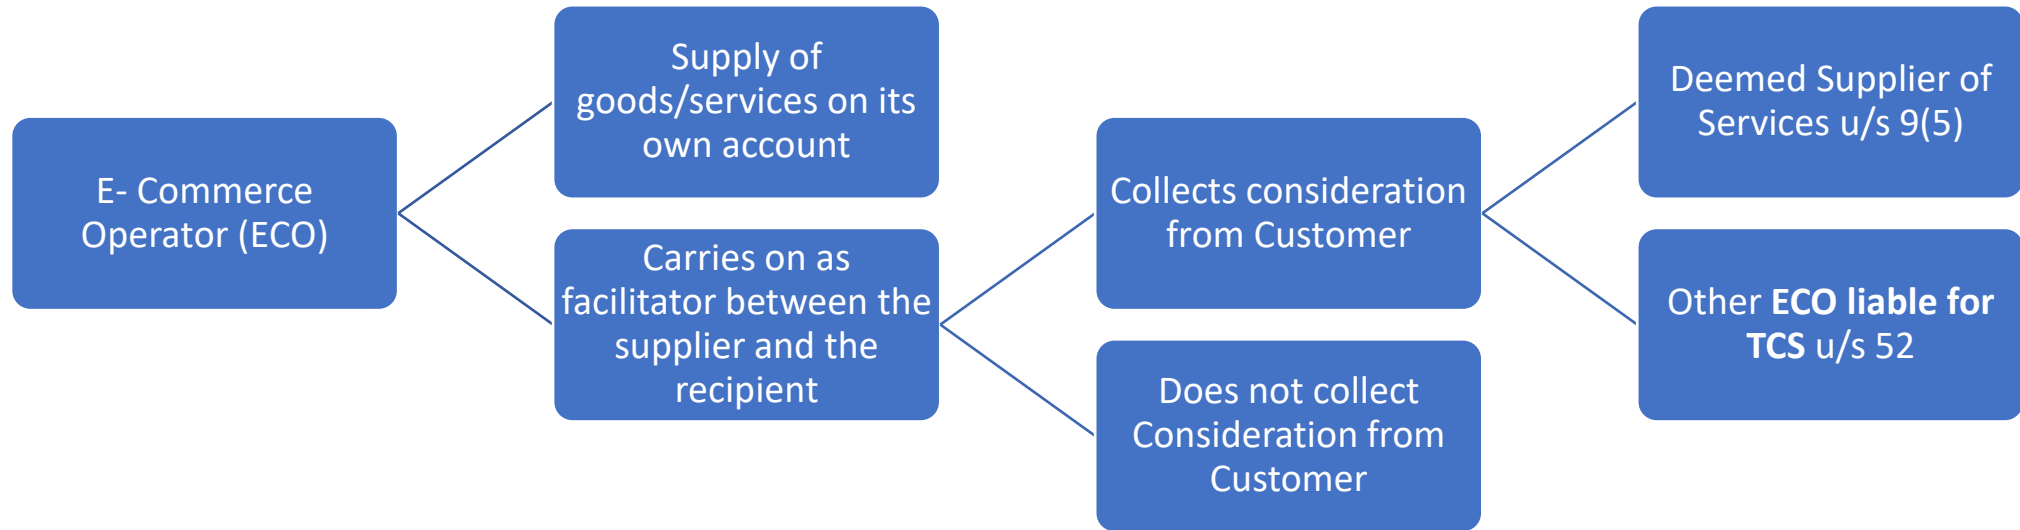 E- Commerce
Operator (ECO)
Supply of
goods/services on its
own account
Carries on as
facilitator between the
supplier and the
recipient
Collects consideration
from Customer
Does not collect
Consideration from
Customer
Deemed Supplier of
Services u/s 9(5)
Other ECO liable for
TCS u/s 52